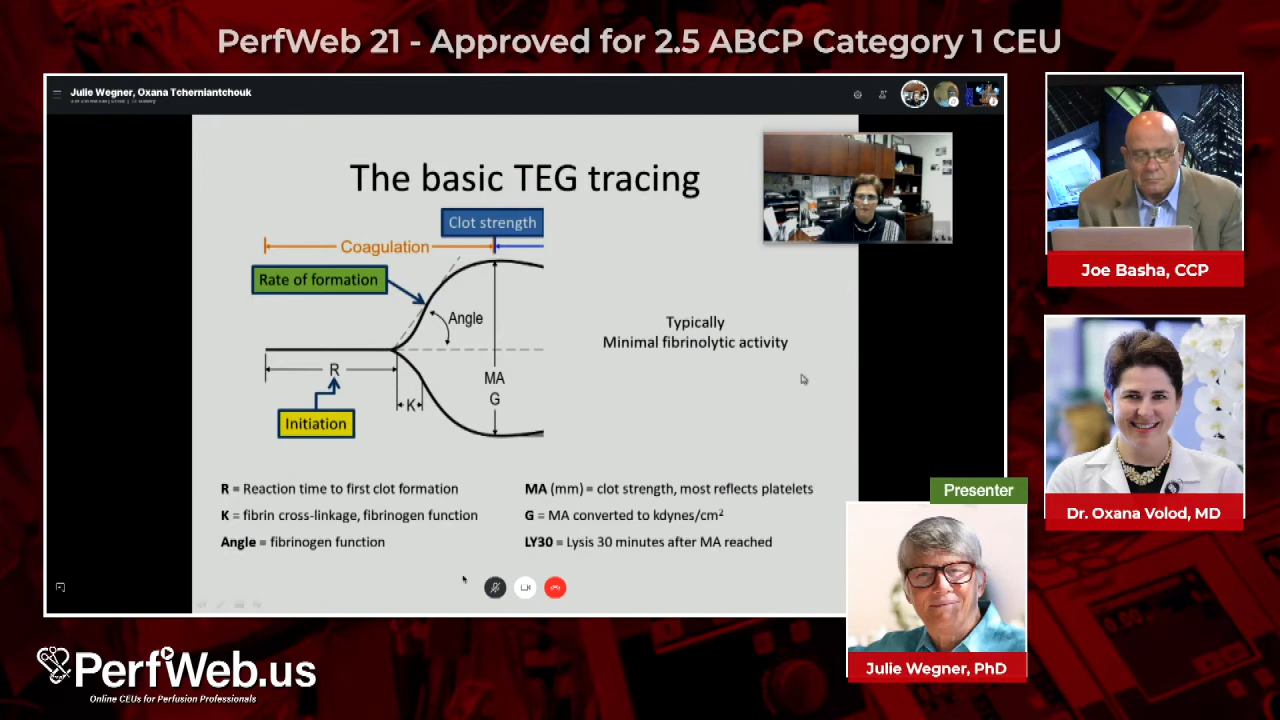 PerfWeb 21 - Approved for 2.5 ABCP Category 1 CEU
Julie Wegner, Oxana Tcherniantchouk
The basic TEG tracing
Clot strength
Coagulation
Rate of formation
Angle
Typically
Minimal fibrinolytic activity
R
MA
G
K
Initiation
R = Reaction time to first clot formation
K = fibrin cross-linkage, fibrinogen function
Angle = fibrinogen function
MA (mm) = clot strength, most reflects platelets
G = MA converted to kdynes/cm²
LY30 = Lysis 30 minutes after MA reached
Joe Basha, CCP
Dr. Oxana Volod, MD
Presenter
Julie Wegner, PhD
PerfWeb.us
Online CEUs for Perfusion Professionals